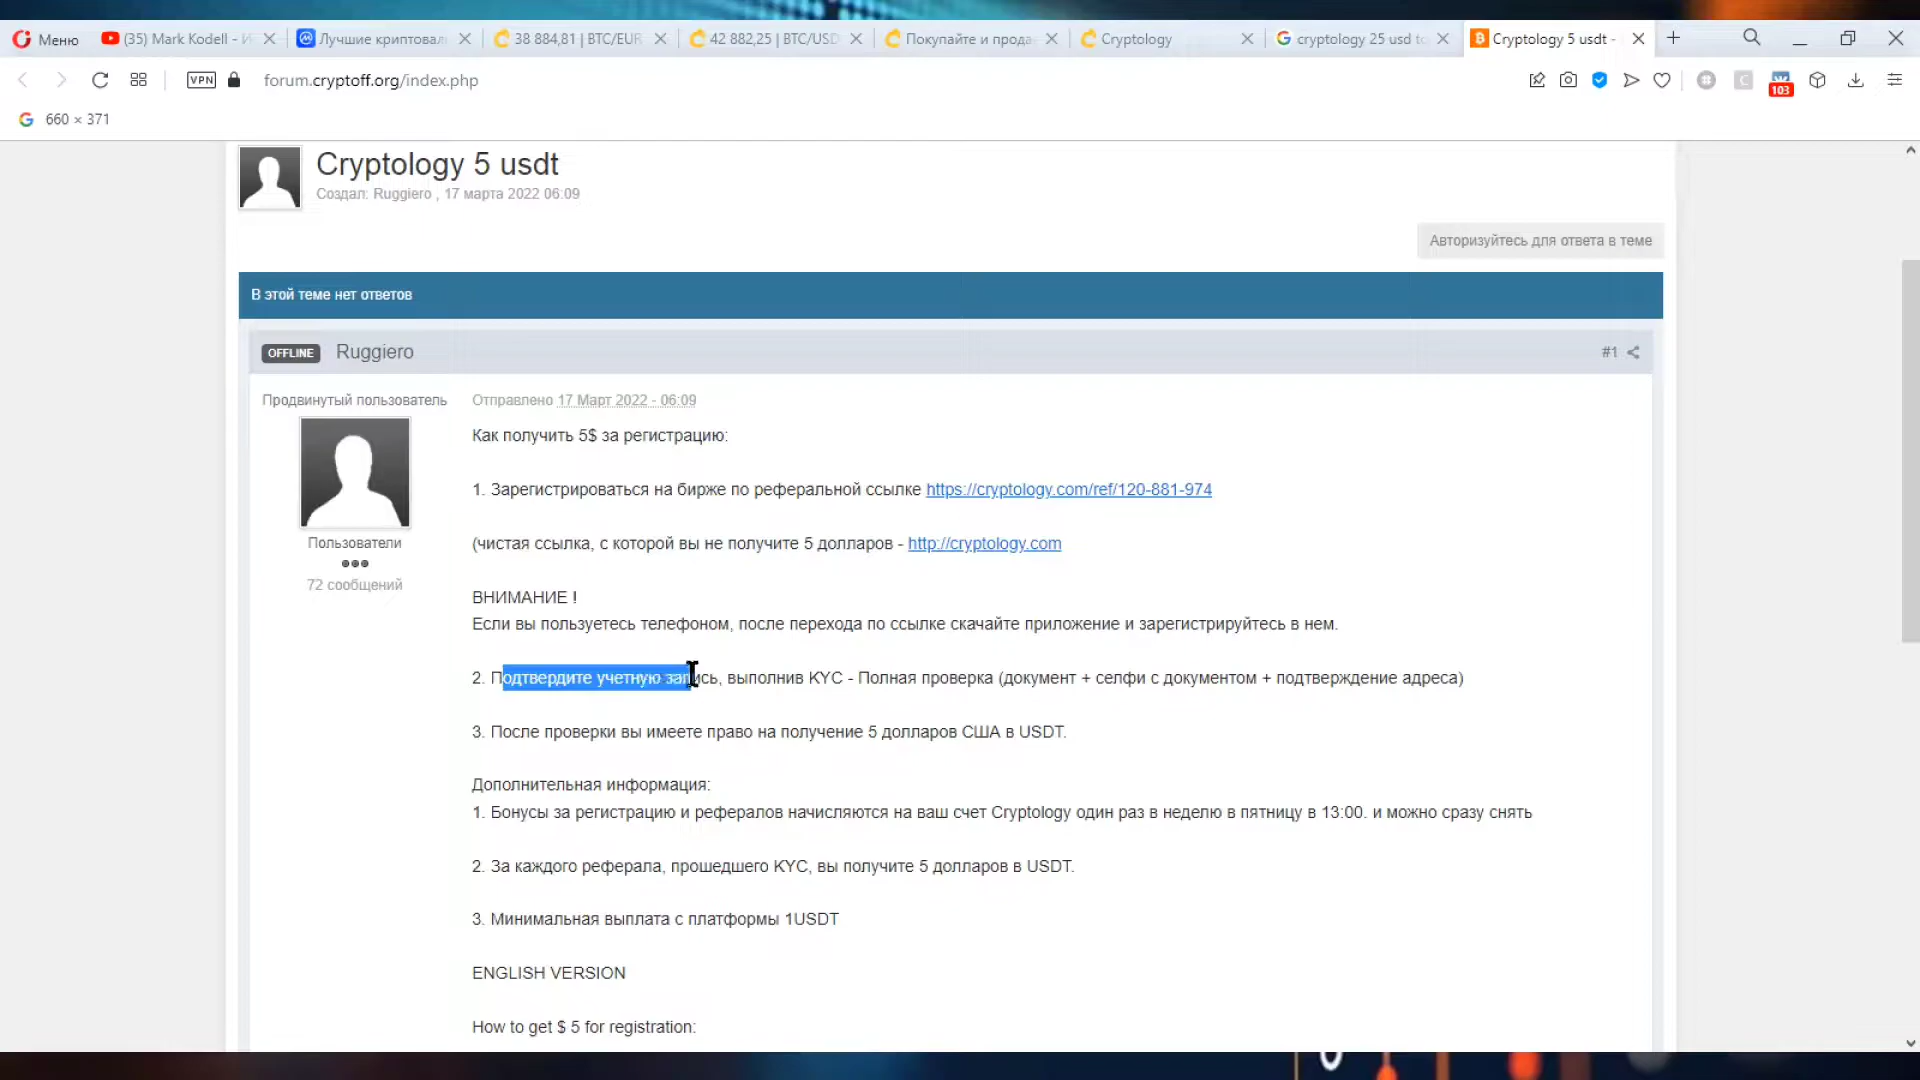 Меню
(35) Mark Kodell -
Лучшие криптовал
38 884,81 | BTC/EUR
42 882,25 | BTC/USD
Покупайте и прода
Cryptology
cryptology 25 usd to
Cryptology 5 usdt -
VPN
forum.cryptoff.org/index.php
103
660 × 371
Cryptology 5 usdt
Создал: Ruggiero , 17 марта 2022 06:09
Авторизуйтесь для ответа в теме
В этой теме нет ответов
OFFLINE Ruggiero
#1
Продвинутый пользователь
Пользователи
72 сообщений
Отправлено 17 Март 2022 - 06:09
Как получить 5$ за регистрацию:
1. Зарегистрироваться на бирже по реферальной ссылке https://cryptology.com/ref/120-881-974
(чистая ссылка, с которой вы не получите 5 долларов - http://cryptology.com
ВНИМАНИЕ !
Если вы пользуетесь телефоном, после перехода по ссылке скачайте приложение и зарегистрируйтесь в нем.
2. Подтвердите учетную запись, выполнив KYC - Полная проверка (документ + селфи с документом + подтверждение адреса)
3. После проверки вы имеете право на получение 5 долларов США в USDT.
Дополнительная информация:
1. Бонусы за регистрацию и рефералов начисляются на ваш счет Cryptology один раз в неделю в пятницу в 13:00. и можно сразу снять
2. За каждого реферала, прошедшего KYC, вы получите 5 долларов в USDT.
3. Минимальная выплата с платформы 1USDT
ENGLISH VERSION
How to get $ 5 for registration: